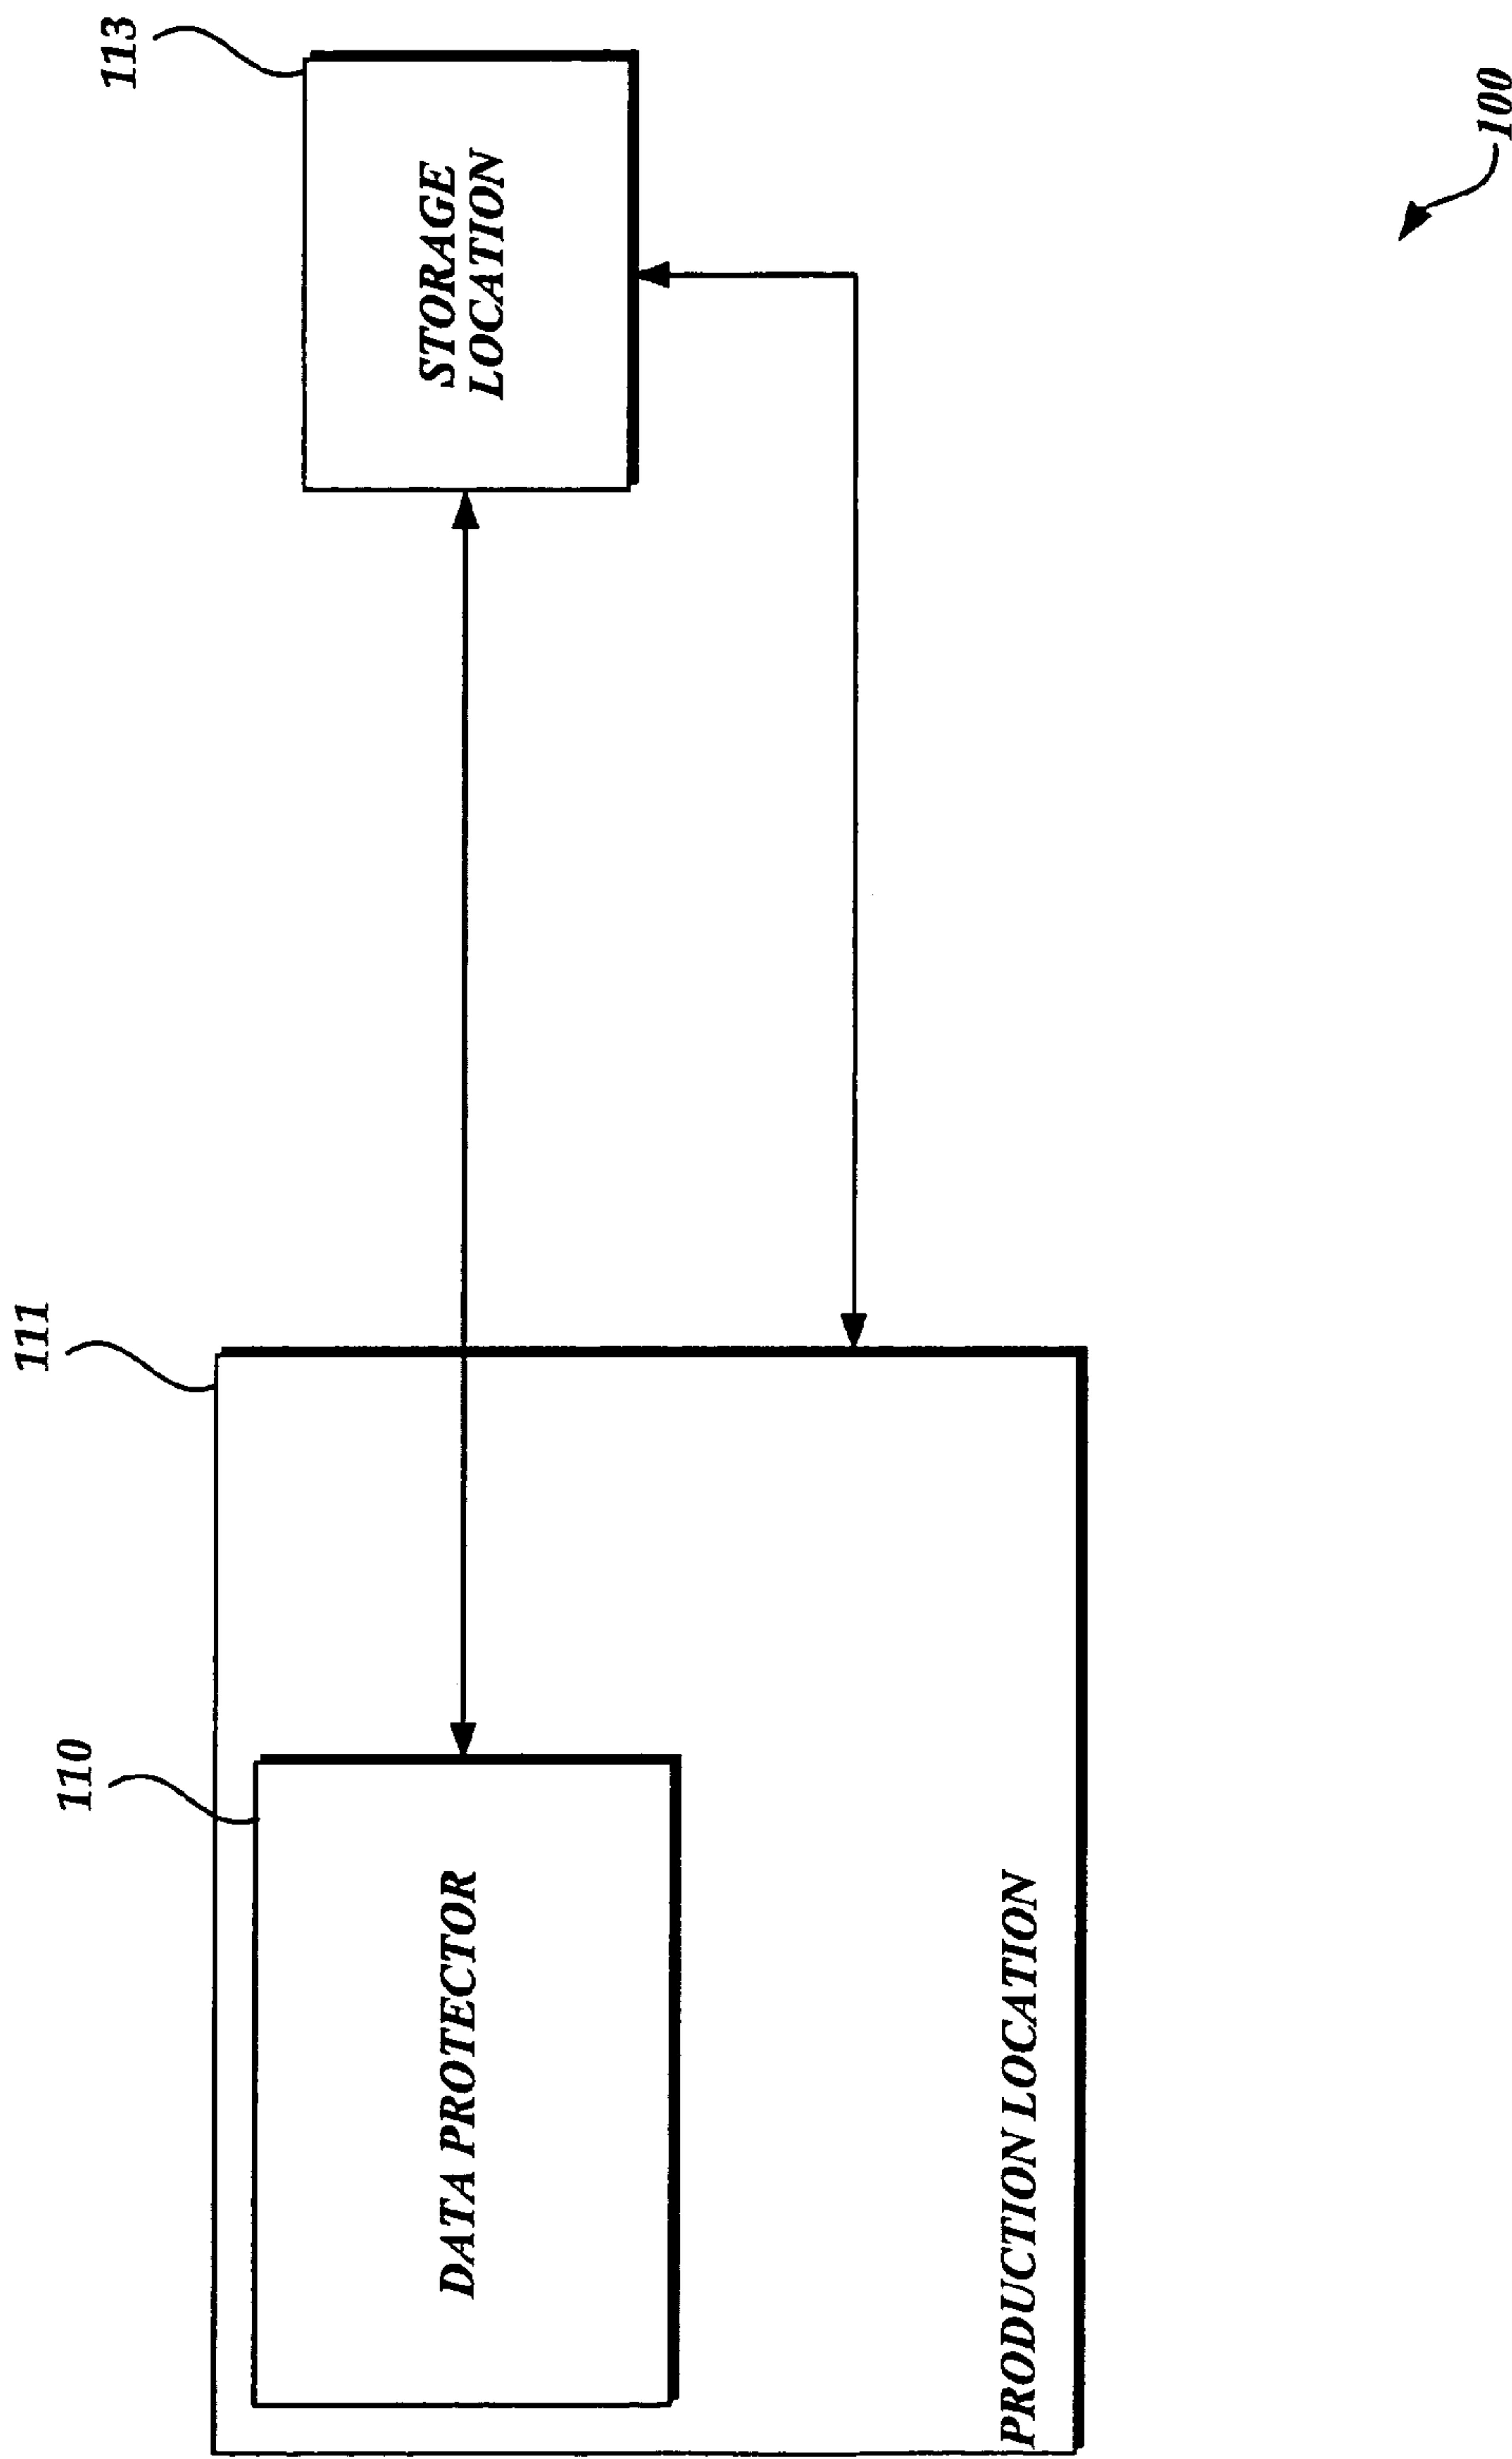 110
111
113
DATA PROTECTOR
STORAGE
LOCATION
PRODUCTION LOCATION
100